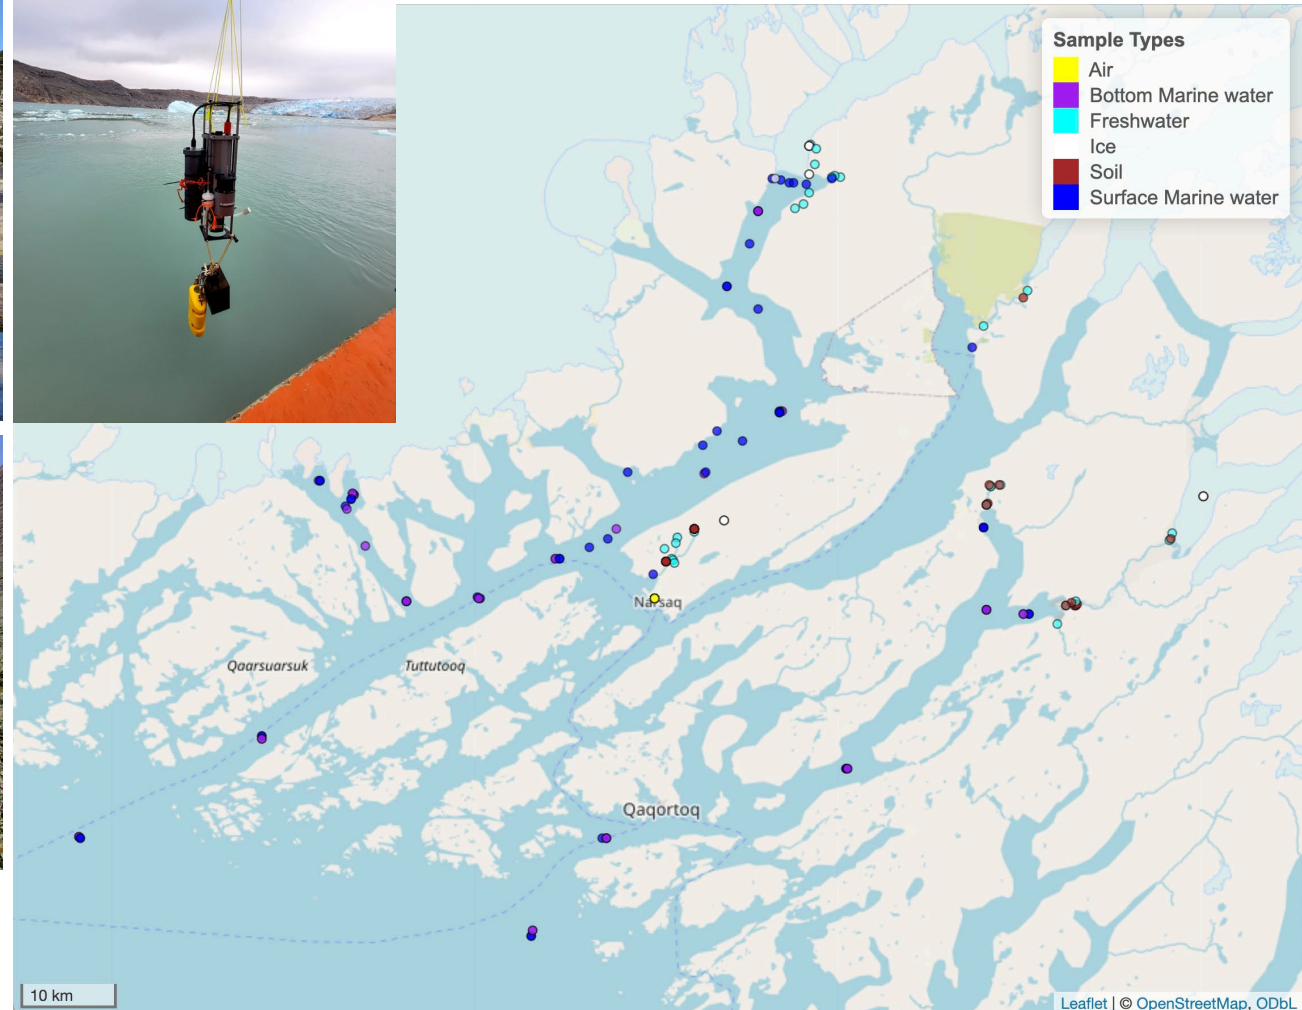 Sample Types
Air
Bottom Marine water
Freshwater
Ice
Soil
Surface Marine water
Narsaq
Qaarsuarsuk
Tuttutooq
Qaqortoq
10 km
Leaflet | © OpenStreetMap, ODbL